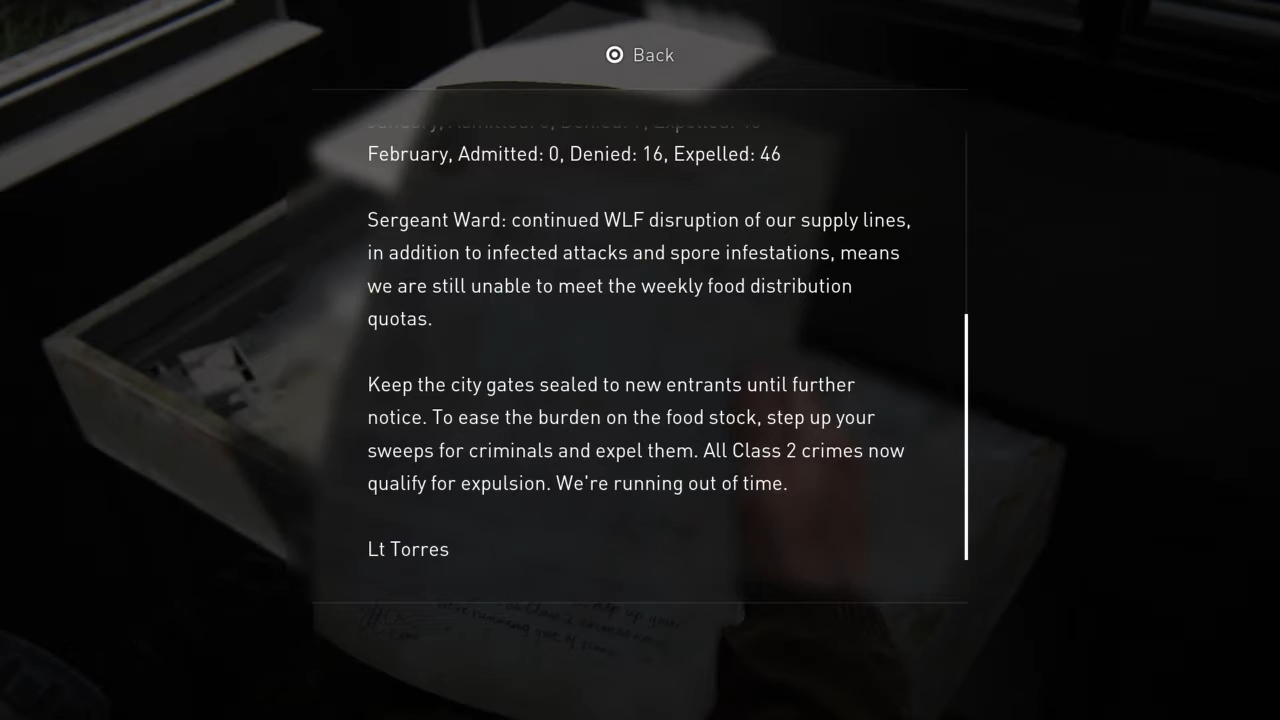 Back
February, Admitted: 0, Denied: 16, Expelled: 46
Sergeant Ward: continued WLF disruption of our supply lines,
in addition to infected attacks and spore infestations, means
we are still unable to meet the weekly food distribution
quotas.
Keep the city gates sealed to new entrants until further
notice. To ease the burden on the food stock, step up your
sweeps for criminals and expel them. All Class 2 crimes now
qualify for expulsion. We're running out of time.
Lt Torres